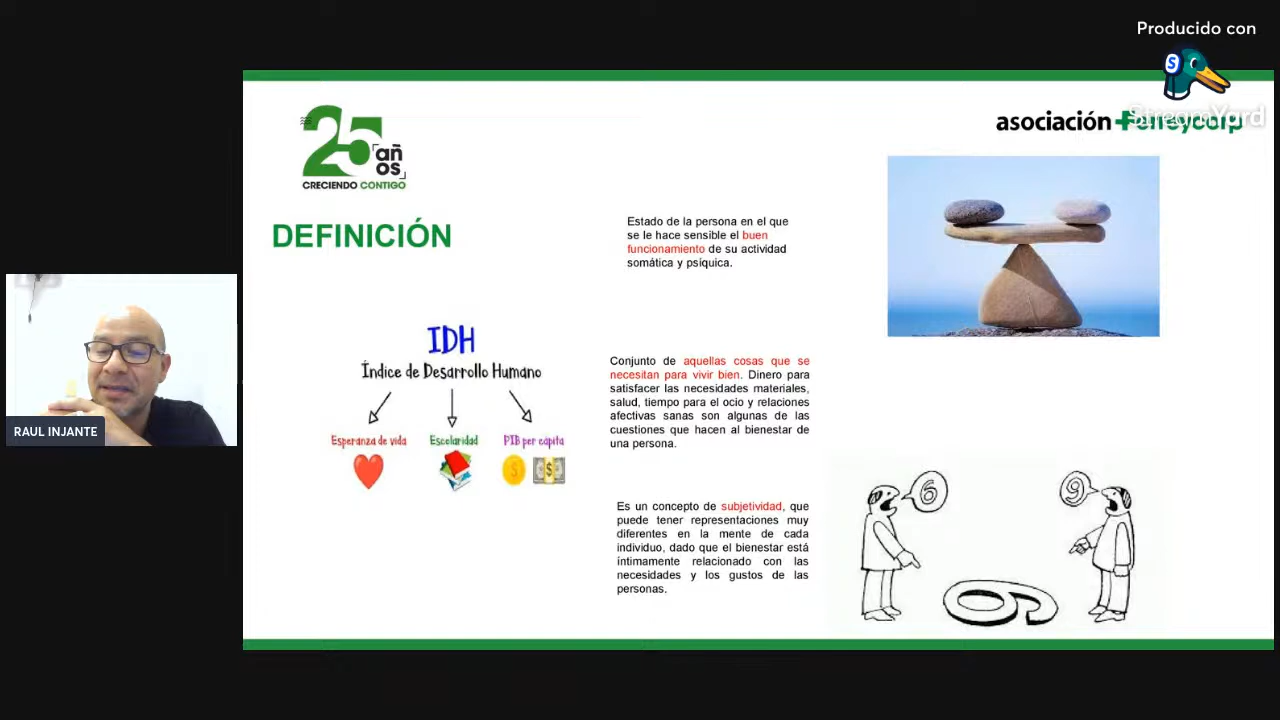 Producido con
StreamYard
25
años
CRECIENDO CONTIGO
asociación
DEFINICIÓN
Estado de la persona en el que
se le hace sensible el buen
funcionamiento de su actividad
somática y psíquica.
IDH
Índice de Desarrollo Humano
Esperanza de vida
Escolaridad
PIB per cápita
RAUL INJANTE
Conjunto de aquellas cosas que se
necesitan para vivir bien. Dinero para
satisfacer las necesidades materiales,
salud, tiempo para el ocio y relaciones
afectivas sanas son algunas de las
cuestiones que hacen al bienestar de
una persona.
Es un concepto de subjetividad, que
puede tener representaciones muy
diferentes en la mente de cada
individuo, dado que el bienestar está
íntimamente relacionado con las
necesidades y los gustos de las
personas.
6
9
6